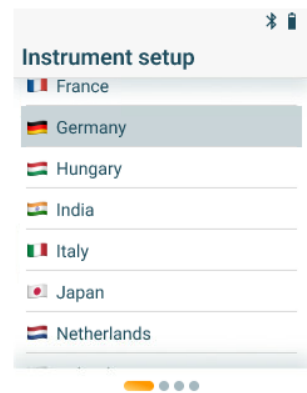 Instrument setup
France
Germany
Hungary
India
Italy
Japan
Netherlands